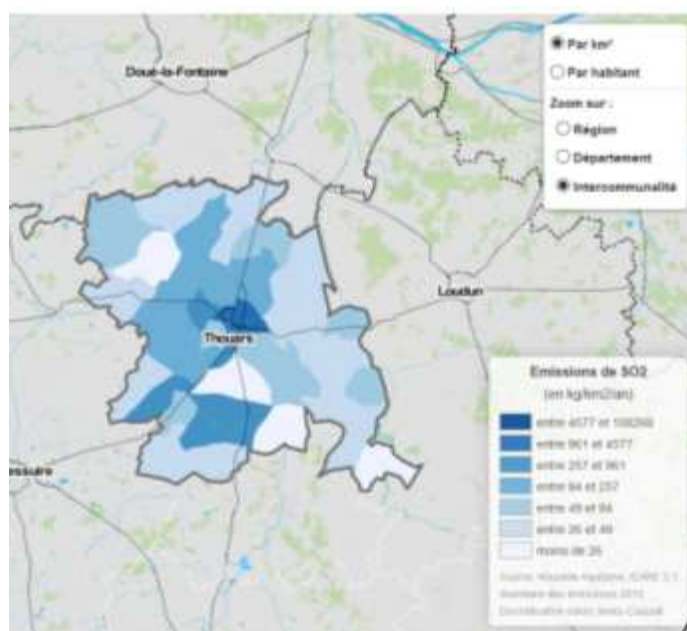 Doué-la-Fontaine
Par km²
Par habitant
Zoom sur :
Région
Département
Intercommunalité
Loudun
Thouars
essuire
Emissions de SO2
(en kg/km2/an)
entre 4577 et
entre 961 et 4577
entre 257 et 961
entre 84 et 257
entre 49 et 84
entre 26 et 49
moins de 26